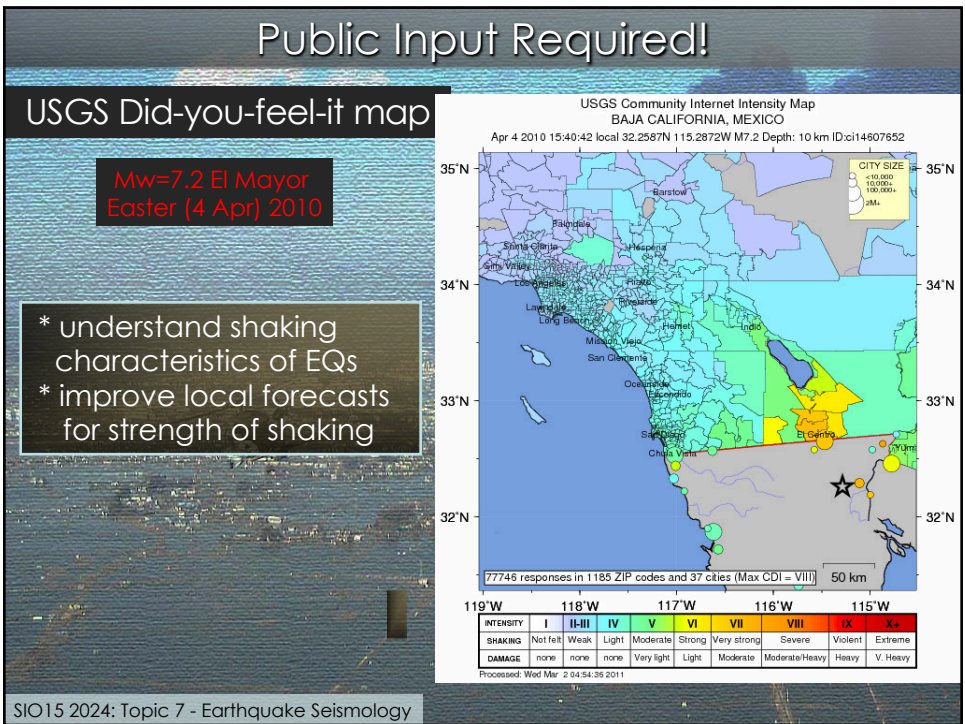 Public Input Required!
USGS Did-you-feel-it map
Mw=7.2 El Mayor
Easter (4 Apr) 2010
* understand shaking
characteristics of EQs
* improve local forecasts
for strength of shaking
USGS Community Internet Intensity Map
BAJA CALIFORNIA, MEXICO
Apr 4 2010 15:40:42 local 32.2587N 115.2872W M7.2 Depth: 10 km ID:ci14607652
CITY SIZE
<10,000
10,000+
100,000+
2M+
35˚N
35˚N
Barstow
Palmdale
Santa Clarita
Hesperia
Simi Valley
34˚N
34˚N
Los Angeles
Rialto
Riverside
Lawndale
Long Beach
Hemet
Indio
Mission Viejo
San Clemente
33˚N
33˚N
Oceanside
Escondido
San Diego
El Centro
Chula Vista
32˚N
32˚N
77746 responses in 1185 ZIP codes and 37 cities (Max CDI = VIII)
50 km
119˚W 118˚W 117˚W 116˚W 115˚W
INTENSITY I II-III IV V VI VII VIII IX X+
SHAKING Not felt Weak Light Moderate Strong Very strong Severe Violent Extreme
DAMAGE none none none Very light Light Moderate Moderate/Heavy Heavy V. Heavy
Processed: Wed Mar 2 04:54:36 2011
SIO15 2024: Topic 7 - Earthquake Seismology